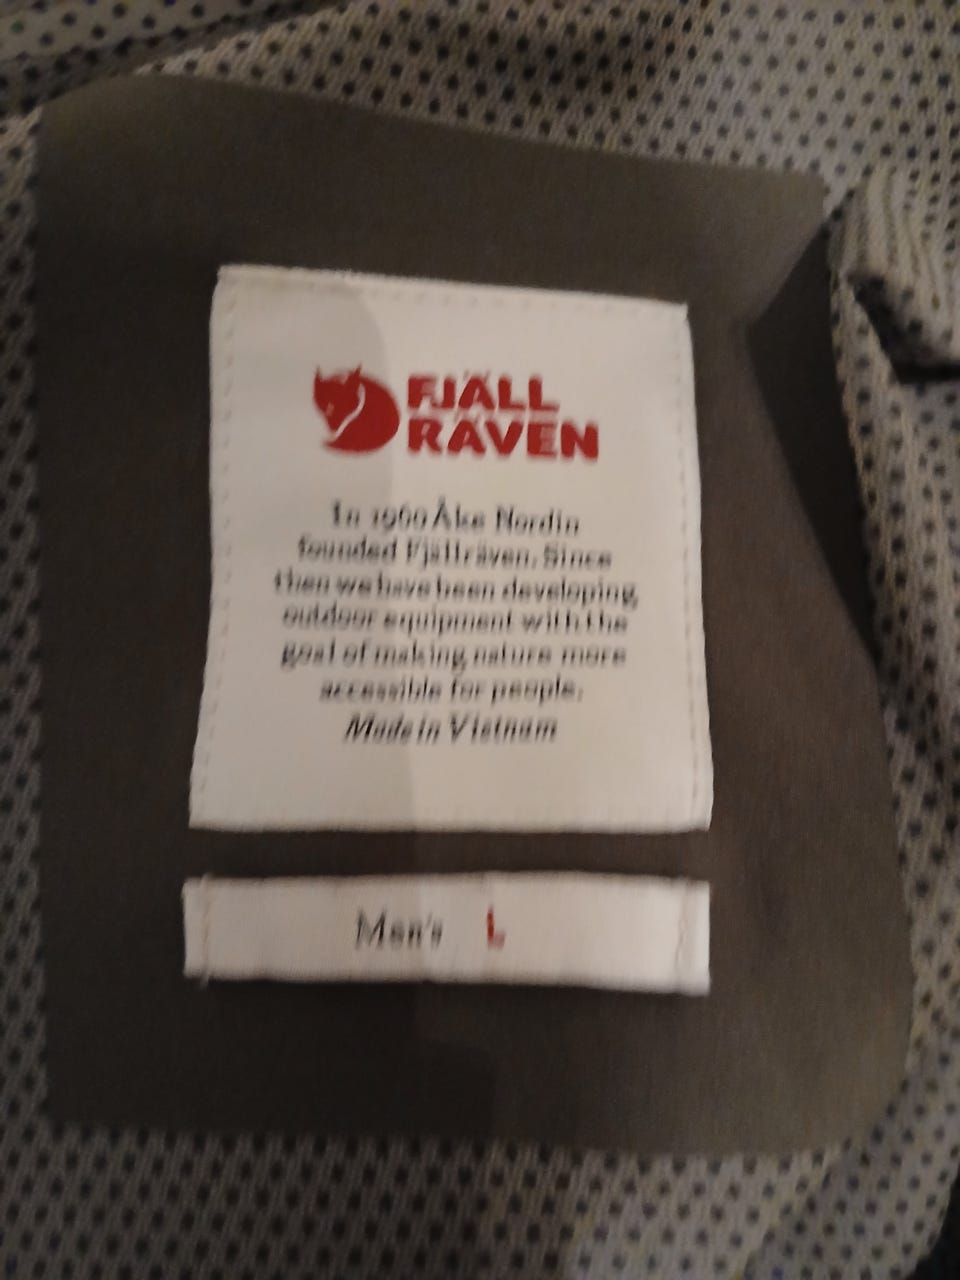 FJÄLL
RÄVEN
In 1960 Åke Nordin
founded Fjällräven. Since
then we have been developing
outdoor equipment with the
goal of making nature more
accessible for people.
Made in Vietnam
Men's L